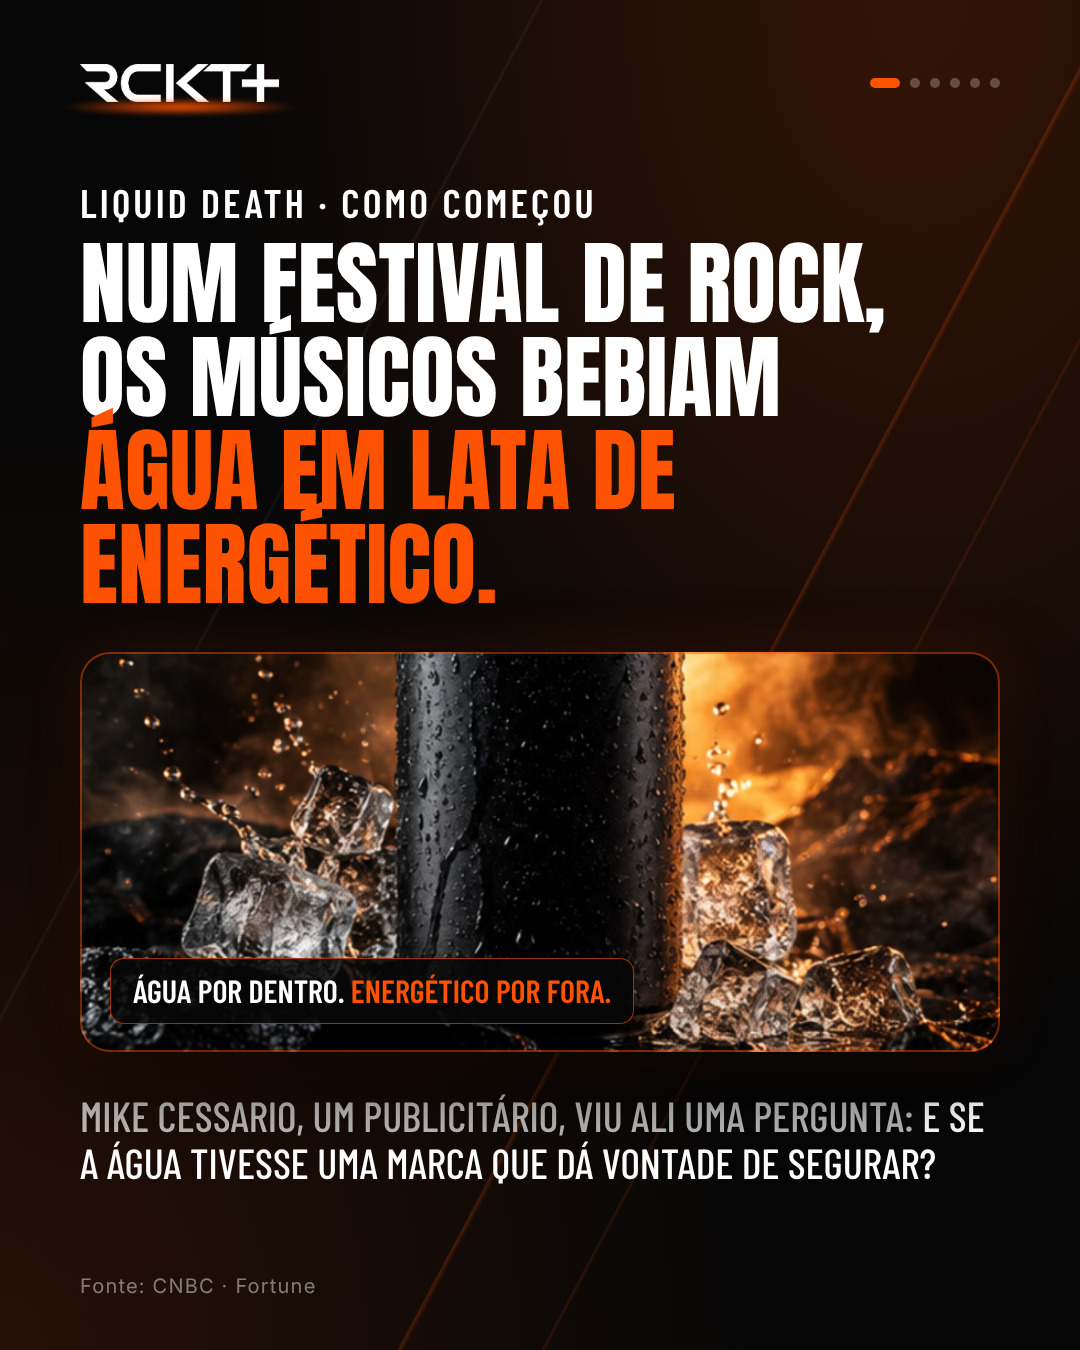 RCKT+
LIQUID DEATH · COMO COMEÇOU
NUM FESTIVAL DE ROCK,
OS MÚSICOS BEBIAM
ÁGUA EM LATA DE
ENERGÉTICO.
ÁGUA POR DENTRO. ENERGÉTICO POR FORA.
MIKE CESSARIO, UM PUBLICITÁRIO, VIU ALI UMA PERGUNTA: E SE
A ÁGUA TIVESSE UMA MARCA QUE DÁ VONTADE DE SEGURAR?
Fonte: CNBC · Fortune